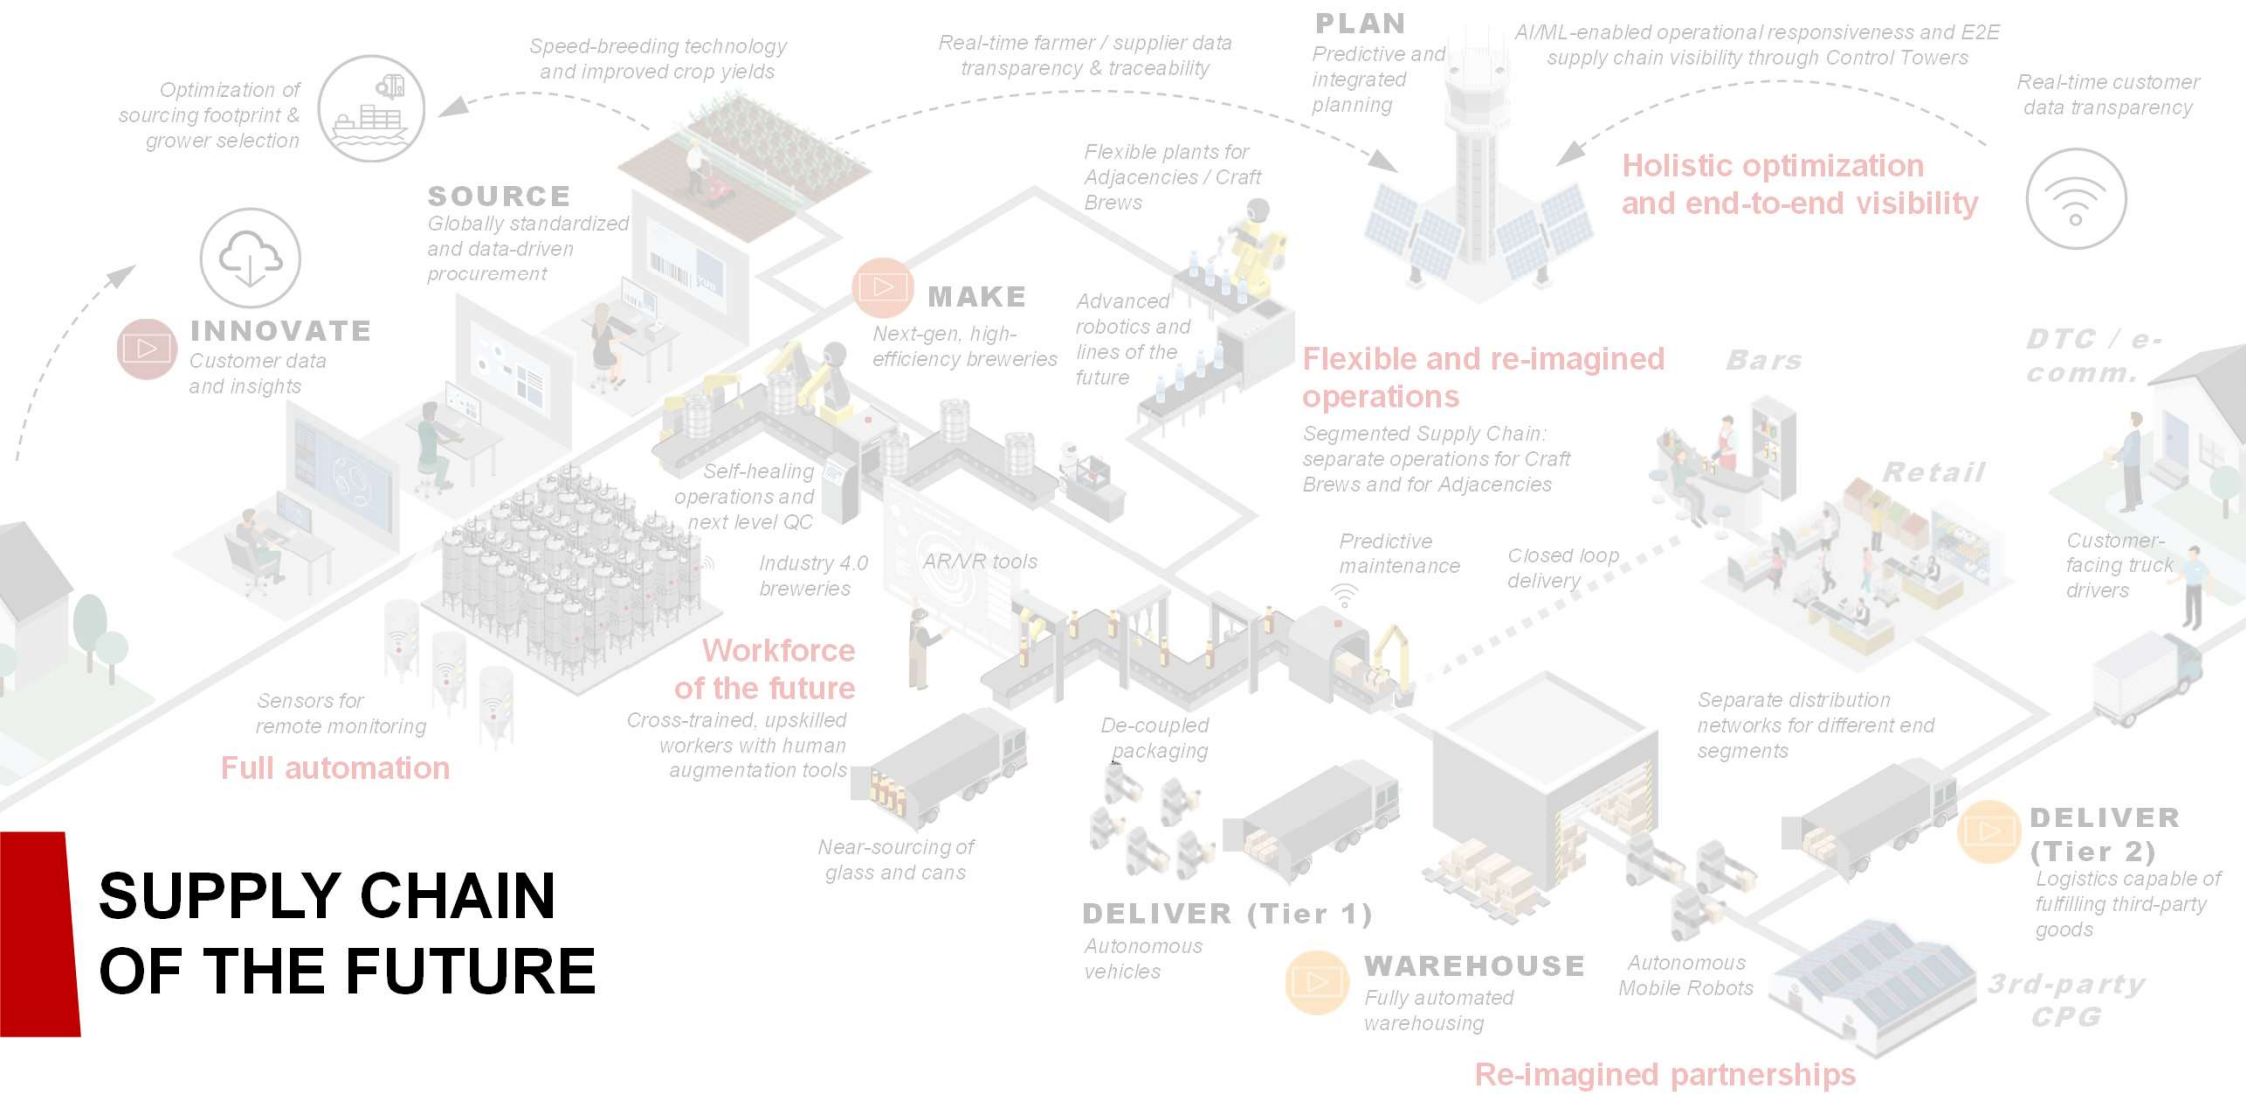 Optimization of
sourcing footprint &
grower selection
Speed-breeding technology
and improved crop yields
Real-time farmer / supplier data
transparency & traceability
PLAN
Predictive and
integrated
planning
AI/ML-enabled operational responsiveness and E2E
supply chain visibility through Control Towers
Real-time customer
data transparency
Holistic optimization
and end-to-end visibility
Flexible plants for
Adjacencies / Craft
Brews
SOURCE
Globally standardized
and data-driven
procurement
INNOVATE
Customer data
and insights
MAKE
Next-gen, high-
efficiency breweries
Advanced
robotics and
lines of the
future
Flexible and re-imagined
operations
Segmented Supply Chain:
separate operations for Craft
Brews and for Adjacencies
Bars
Retail
DTC / e-
comm.
Customer-
facing truck
drivers
Self-healing
operations and
next level QC
Industry 4.0
breweries
AR/VR tools
Predictive
maintenance
Closed loop
delivery
Sensors for
remote monitoring
Full automation
Workforce
of the future
Cross-trained, upskilled
workers with human
augmentation tools
De-coupled
packaging
Separate distribution
networks for different end
segments
Near-sourcing of
glass and cans
DELIVER (Tier 1)
Autonomous
vehicles
WAREHOUSE
Fully automated
warehousing
Autonomous
Mobile Robots
DELIVER
(Tier 2)
Logistics capable of
fulfilling third-party
goods
3rd-party
CPG
Re-imagined partnerships
SUPPLY CHAIN
OF THE FUTURE